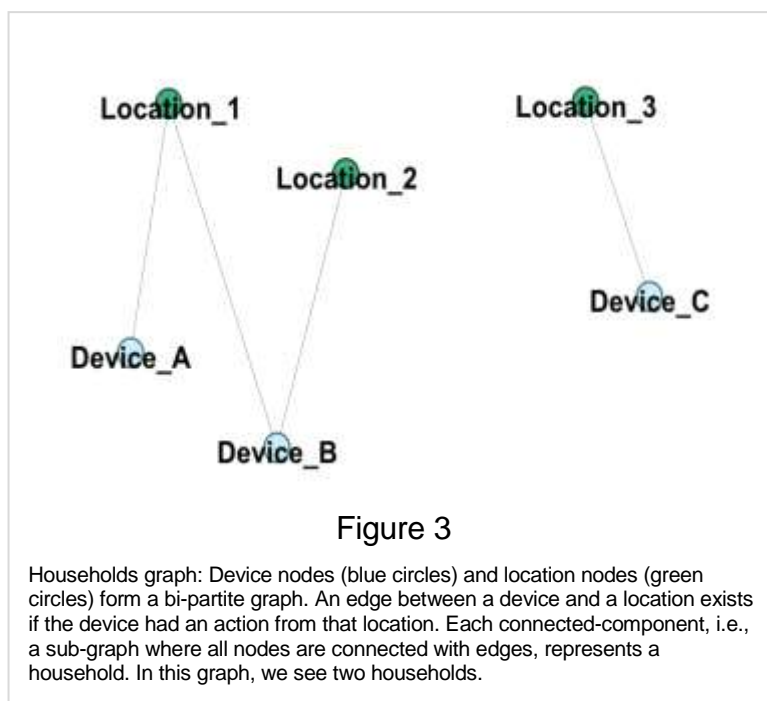 Location_1
Location_3
Location_2
Device_C
Device_A
Device_B
Figure 3
Households graph: Device nodes (blue circles) and location nodes (green
circles) form a bi-partite graph. An edge between a device and a location exists
if the device had an action from that location. Each connected-component, i.e.,
a sub-graph where all nodes are connected with edges, represents a
household. In this graph, we see two households.